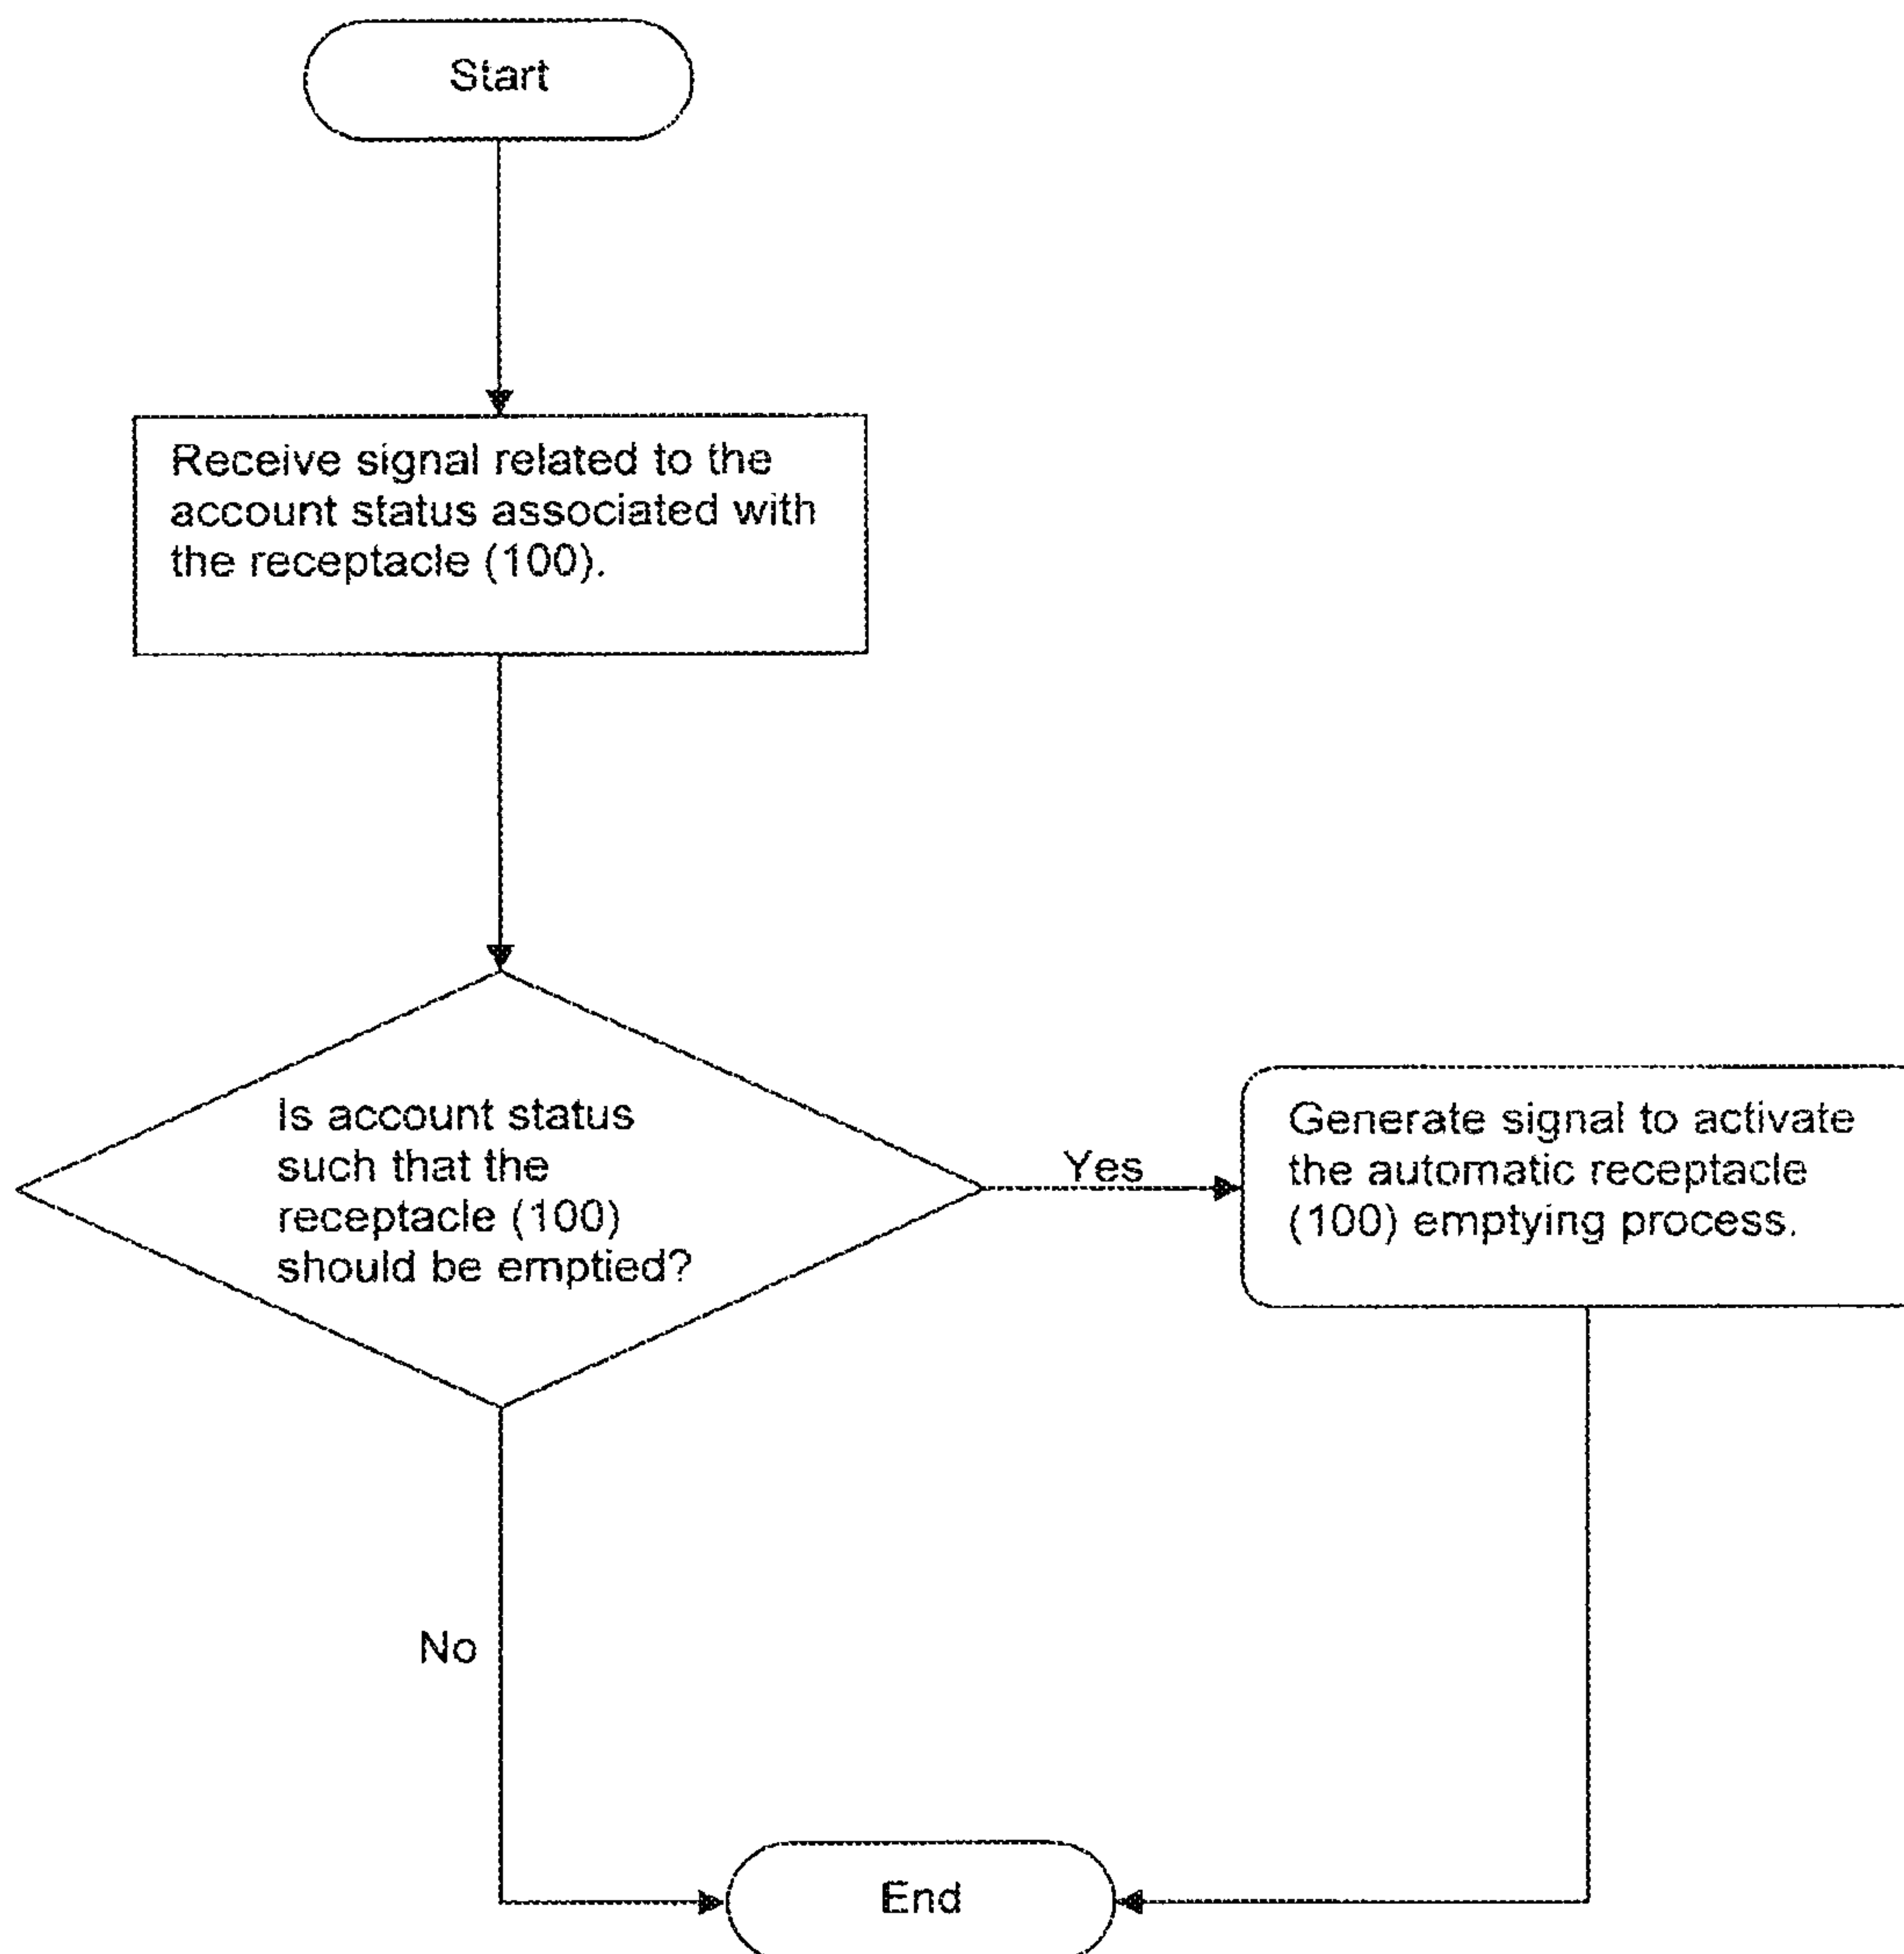 Start
Receive signal related to the
account status associated with
the receptacle (100).
Is account status
such that the
receptacle (100)
should be emptied?
Yes
Generate signal to activate
the automatic receptacle
(100) emptying process.
No
End